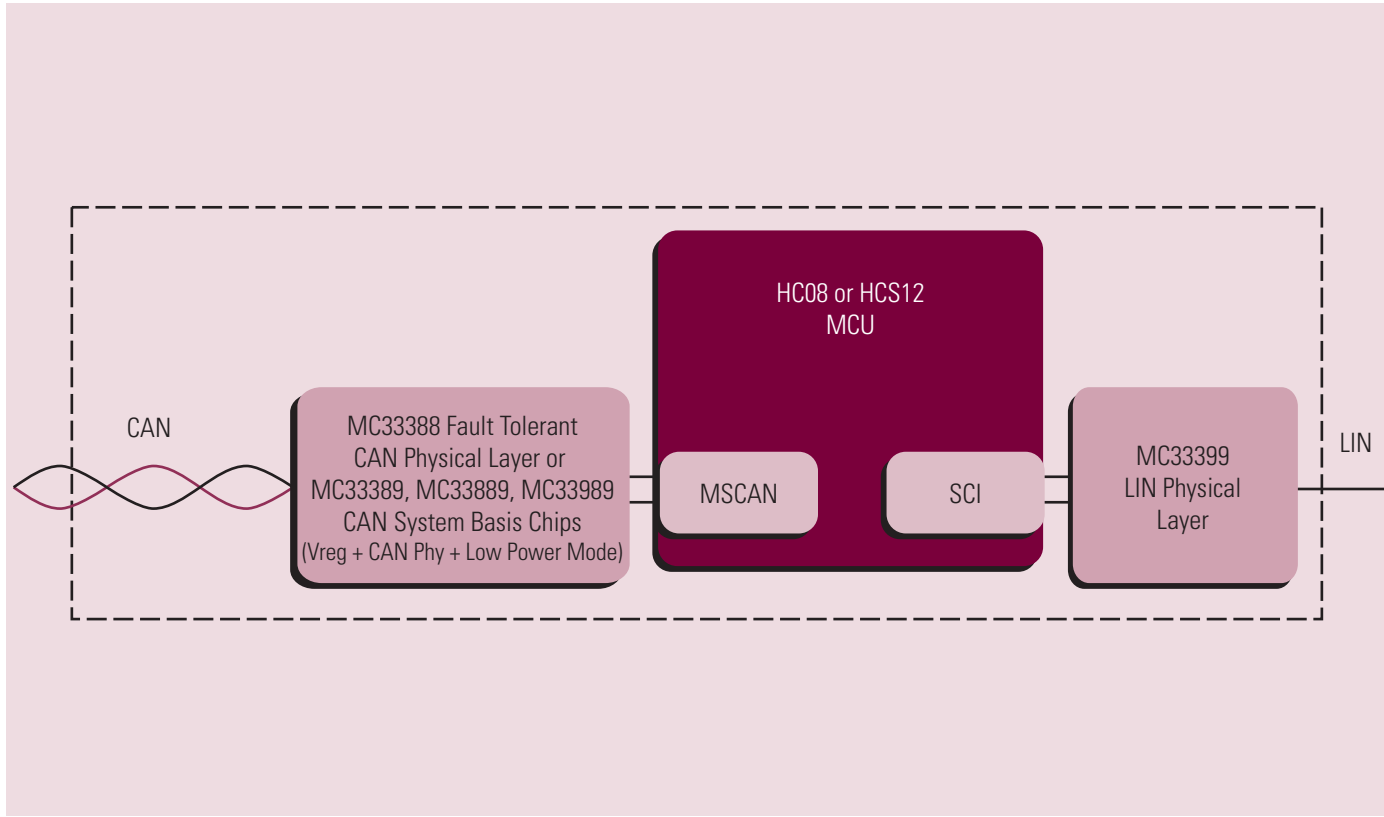 CAN
MC33388 Fault Tolerant
CAN Physical Layer or
MC33389, MC33889, MC33989
CAN System Basis Chips
(Vreg + CAN Phy + Low Power Mode)
HC08 or HCS12
MCU
MSCAN
SCI
MC33399
LIN Physical
Layer
LIN